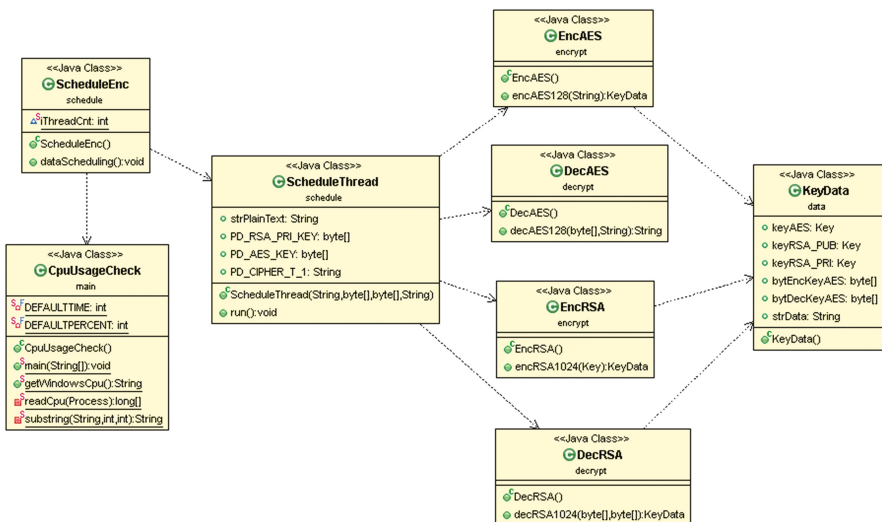 <<Java Class>>
ScheduleEnc
schedule
iThreadCnt: int
ScheduleEnc()
dataScheduling():void
<<Java Class>>
CpuUsageCheck
main
DEFAULTTIME: int
DEFAULTPERCENT: int
CpuUsageCheck()
main(String[]):void
getWindowsCpu():String
readCpu(Process):long[]
substring(String,int,int):String
<<Java Class>>
ScheduleThread
schedule
strPlainText: String
PD_RSA_PRI_KEY: byte[]
PD_AES_KEY: byte[]
PD_CIPHER_T_1: String
ScheduleThread(String,byte[],byte[],String)
run():void
<<Java Class>>
EncAES
encrypt
EncAES()
encAES128(String):KeyData
<<Java Class>>
DecAES
decrypt
DecAES()
decAES128(byte[],String):String
<<Java Class>>
EncRSA
encrypt
EncRSA()
encRSA1024(Key):KeyData
<<Java Class>>
DecRSA
decrypt
DecRSA()
decRSA1024(byte[],byte[]):KeyData
<<Java Class>>
KeyData
data
keyAES: Key
keyRSA_PUB: Key
keyRSA_PRI: Key
bytEncKeyAES: byte[]
bytDecKeyAES: byte[]
strData: String
KeyData()